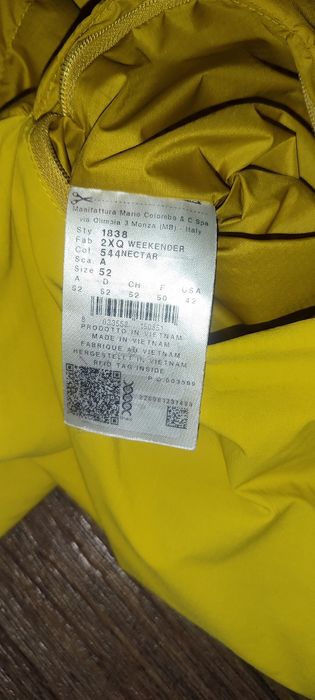 Manifattura Mario Colombo & C Spa
via Olimpia 3 Monza (MB) - Italy
Sty. 1838
Fab 2XQ WEEKENDER
Col 544NECTAR
Sca. A
Size 52
A D CH F USA
52 52 52 50 42
PRODOTTO IN VIETNAM
MADE IN VIETNAM
FABRIQUE AU VIETNAM
HERGESTELLT IN VIETNAM
RFID TAG INSIDE